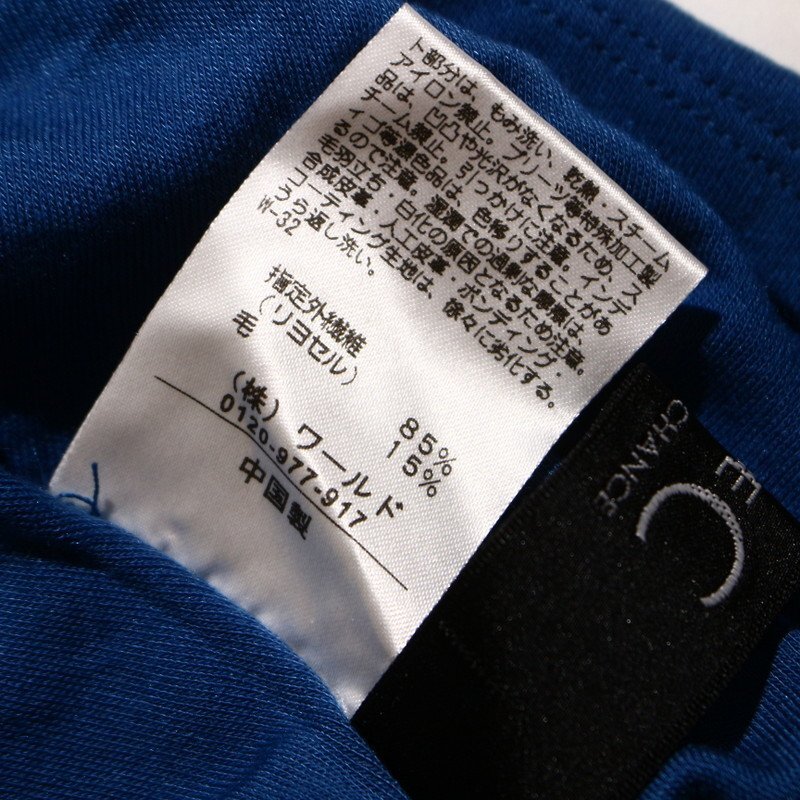 ト部分は、もみ洗い、乾熱・スチーム
アイロン禁止。プリーツ等特殊加工製
品は、凹凸や光沢がなくなるため、ス
チーム禁止。引っかけに注意。インデ
ィゴ等濃色品は、色移りすることがあ
るので注意。湿潤での過剰な摩擦は、
毛羽立ち・白化の原因となるため注意。
合成皮革・人工皮革、ボンディング・
コーティング生地は、徐々に劣化する。
うら返し洗い。
W-32
指定外繊維
(リヨセル) 85%
毛 15%
(株) ワールド
0120-977-917
中国製
C
CHANCE